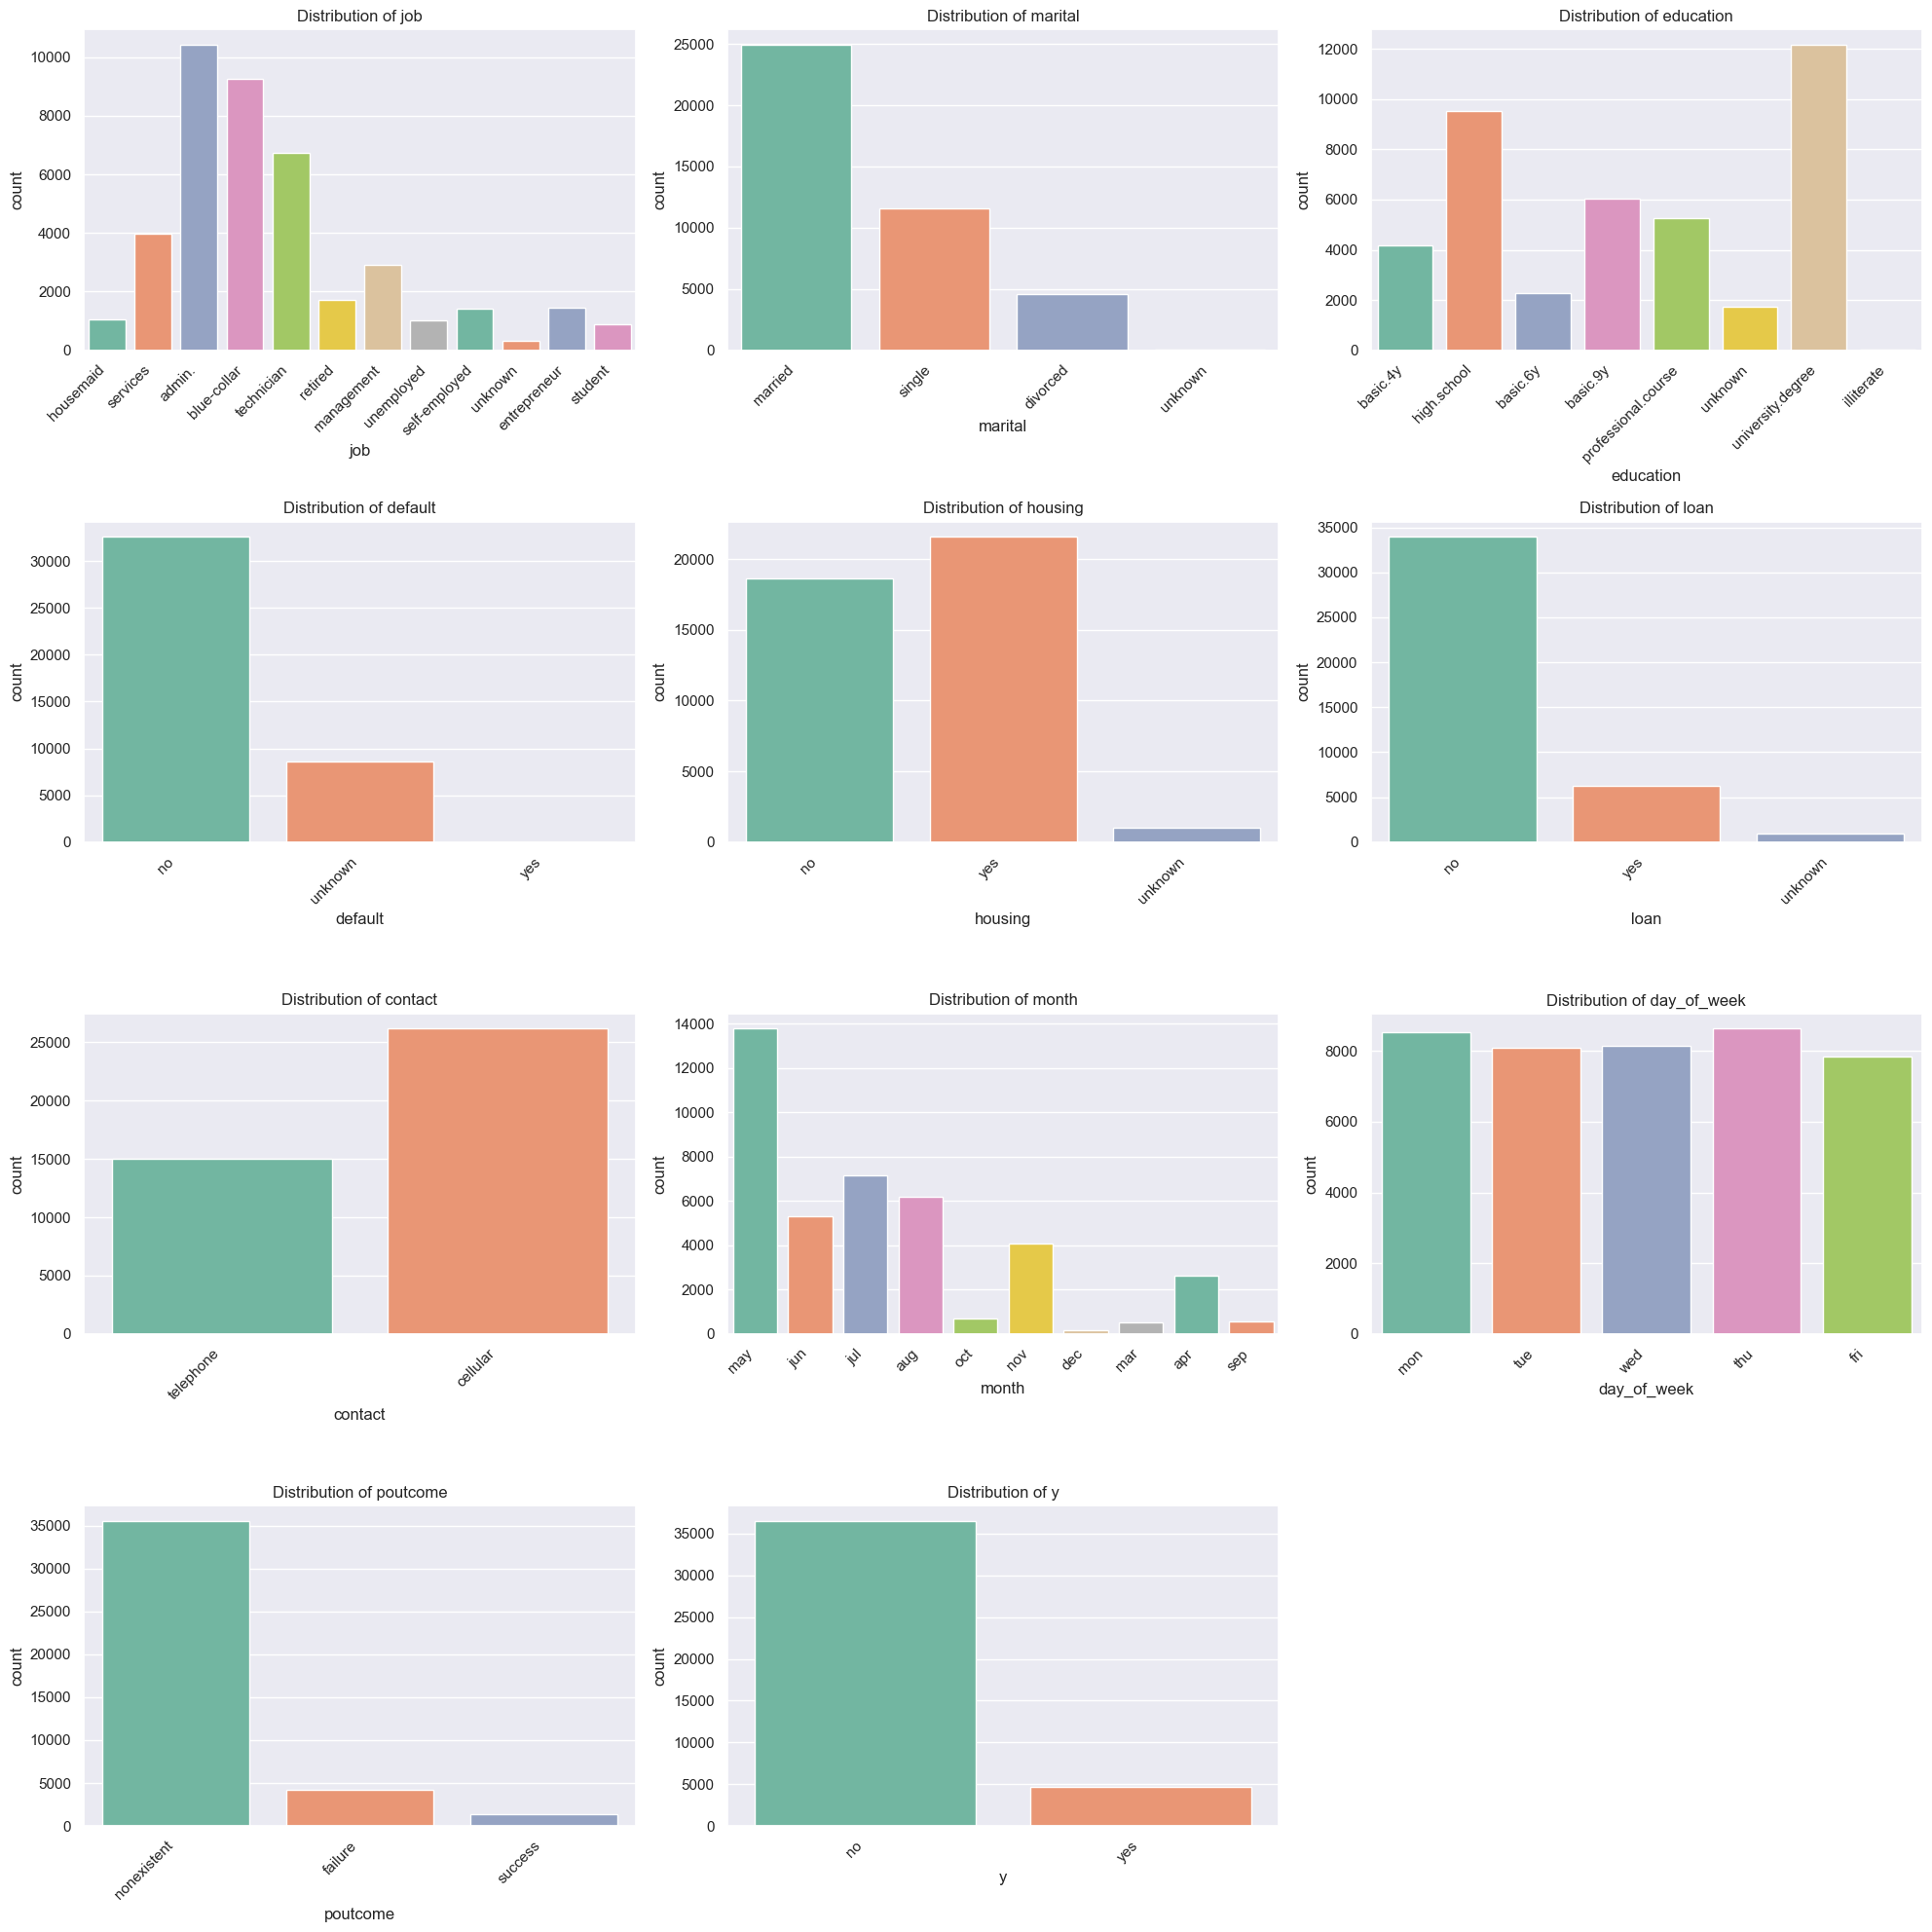 Distribution of job
10000
8000
6000
4000
2000
0
count
housemaid
services
admin.
blue-collar
technician
retired
management
unemployed
self-employed
unknown
entrepreneur
student
job
Distribution of marital
25000
20000
15000
10000
5000
0
count
married
single
divorced
unknown
marital
Distribution of education
12000
10000
8000
6000
4000
2000
0
count
basic.4y
high.school
basic.6y
basic.9y
professional.course
unknown
university.degree
illiterate
education
Distribution of default
30000
25000
20000
15000
10000
5000
0
count
no
unknown
yes
default
Distribution of housing
20000
15000
10000
5000
0
count
no
yes
unknown
housing
Distribution of loan
35000
30000
25000
20000
15000
10000
5000
0
count
no
yes
unknown
loan
Distribution of contact
25000
20000
15000
10000
5000
0
count
telephone
cellular
contact
Distribution of month
14000
12000
10000
8000
6000
4000
2000
0
count
may
jun
jul
aug
oct
nov
dec
mar
apr
sep
month
Distribution of day_of_week
8000
6000
4000
2000
0
count
mon
tue
wed
thu
fri
day_of_week
Distribution of poutcome
35000
30000
25000
20000
15000
10000
5000
0
count
nonexistent
failure
success
poutcome
Distribution of y
35000
30000
25000
20000
15000
10000
5000
0
count
no
yes
y